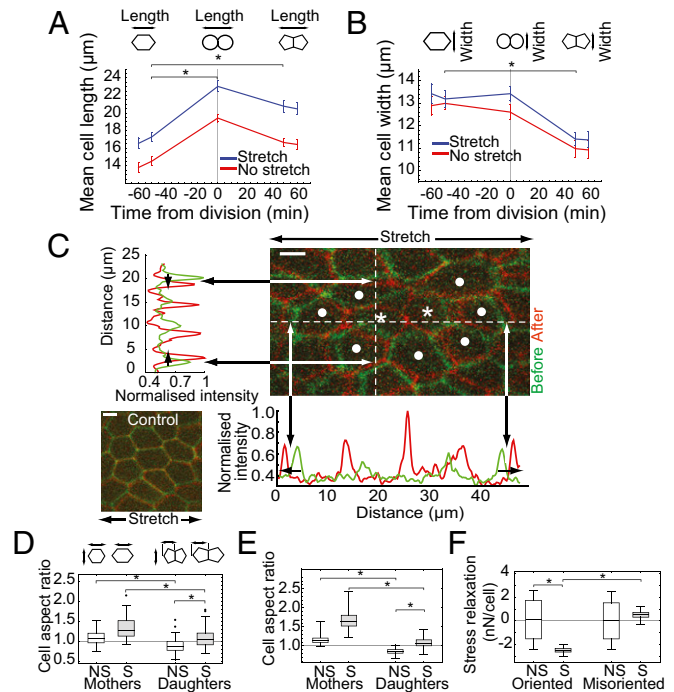 A
Length Length Length
Mean cell length (μm)
24
22
20
18
16
14
*
*
Stretch
No stretch
-60 -40 -20 0 20 40 60
Time from division (min)
B
Width Width Width
Mean cell width (μm)
14
13
12
11
10
*
Stretch
No stretch
-60 -40 -20 0 20 40 60
Time from division (min)
C
Stretch
Distance (μm)
25
20
15
10
5
0
0.4 0.7 1
Normalised intensity
* *
Before After
Control
Stretch
Normalised intensity
1.0
0.8
0.6
0.4
0 10 20 30 40
Distance (μm)
D
Cell aspect ratio
2.5
2.0
1.5
1.0
0.5
*
*
*
NS S NS S
Mothers Daughters
E
Cell aspect ratio
2.5
2.0
1.5
1.0
*
*
*
NS S NS S
Mothers Daughters
F
Stress relaxation (nN/cell)
2
0
-2
* *
NS S NS S
Oriented Misoriented